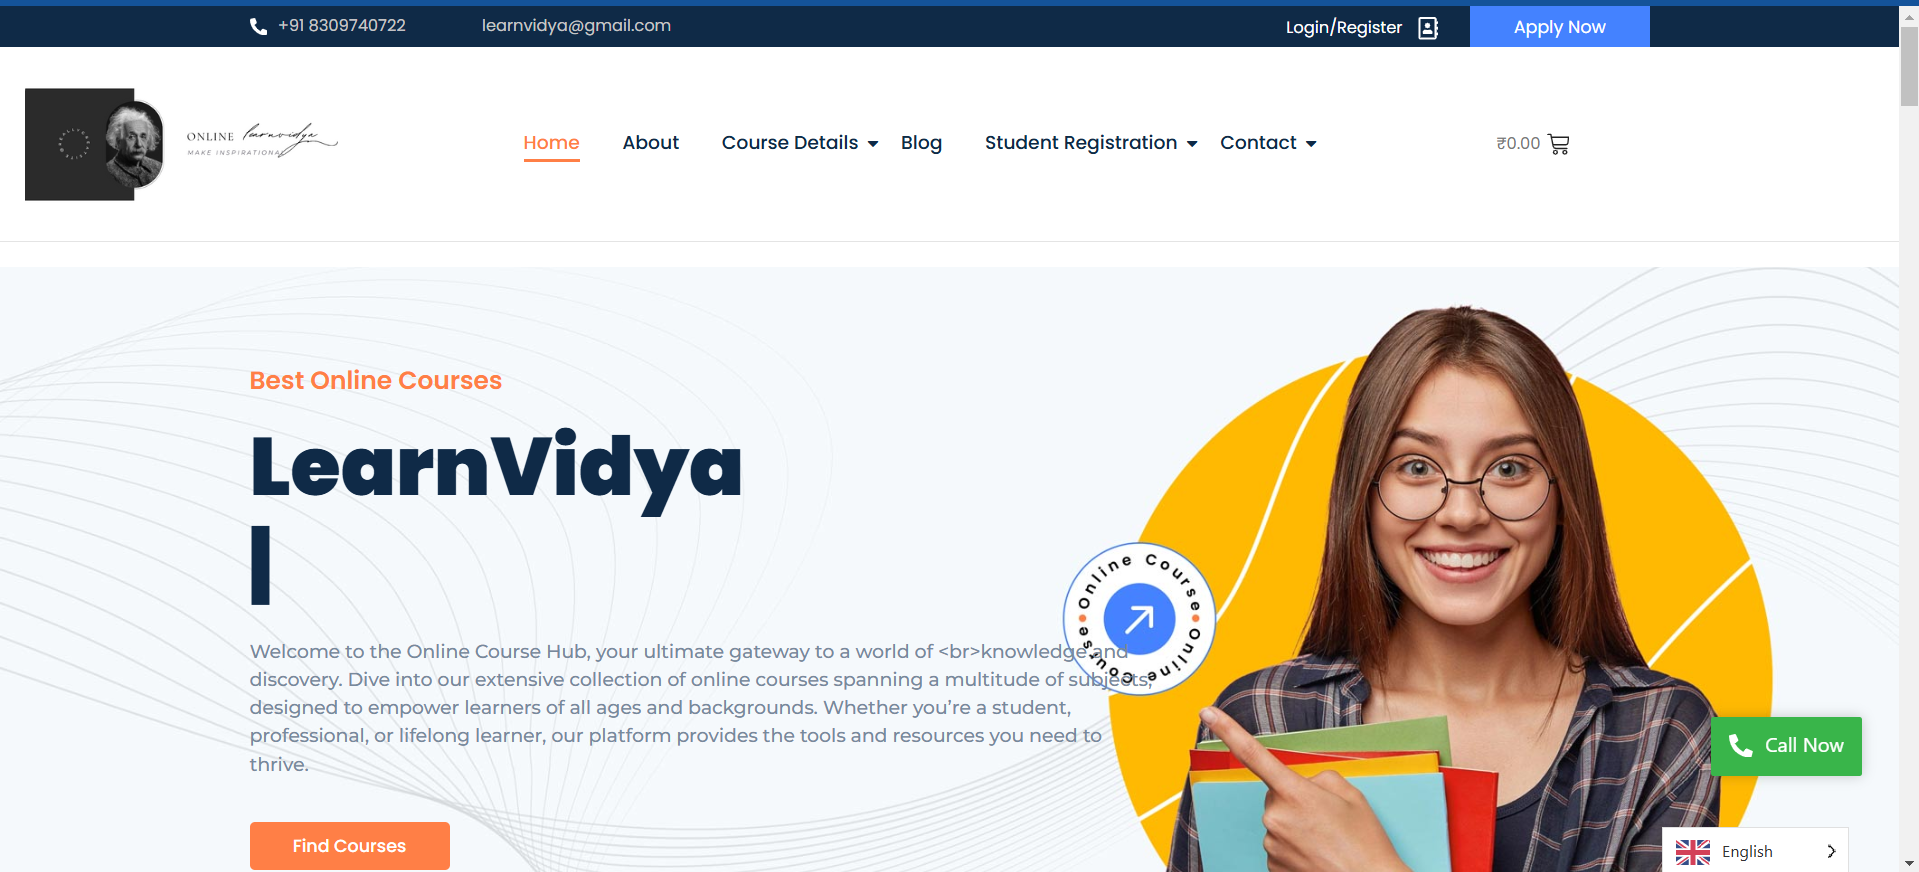 +91 8309740722
learnvidya@gmail.com
Login/Register
Apply Now
ONLINE learnvidya
MAKE INSPIRATIONAL
Home
About
Course Details
Blog
Student Registration
Contact
₹0.00
Best Online Courses
LearnVidya
Welcome to the Online Course Hub, your ultimate gateway to a world of <br>knowledge and
discovery. Dive into our extensive collection of online courses spanning a multitude of subjects,
designed to empower learners of all ages and backgrounds. Whether you’re a student,
professional, or lifelong learner, our platform provides the tools and resources you need to
thrive.
Find Courses
Online Course • Online Course •
Call Now
English